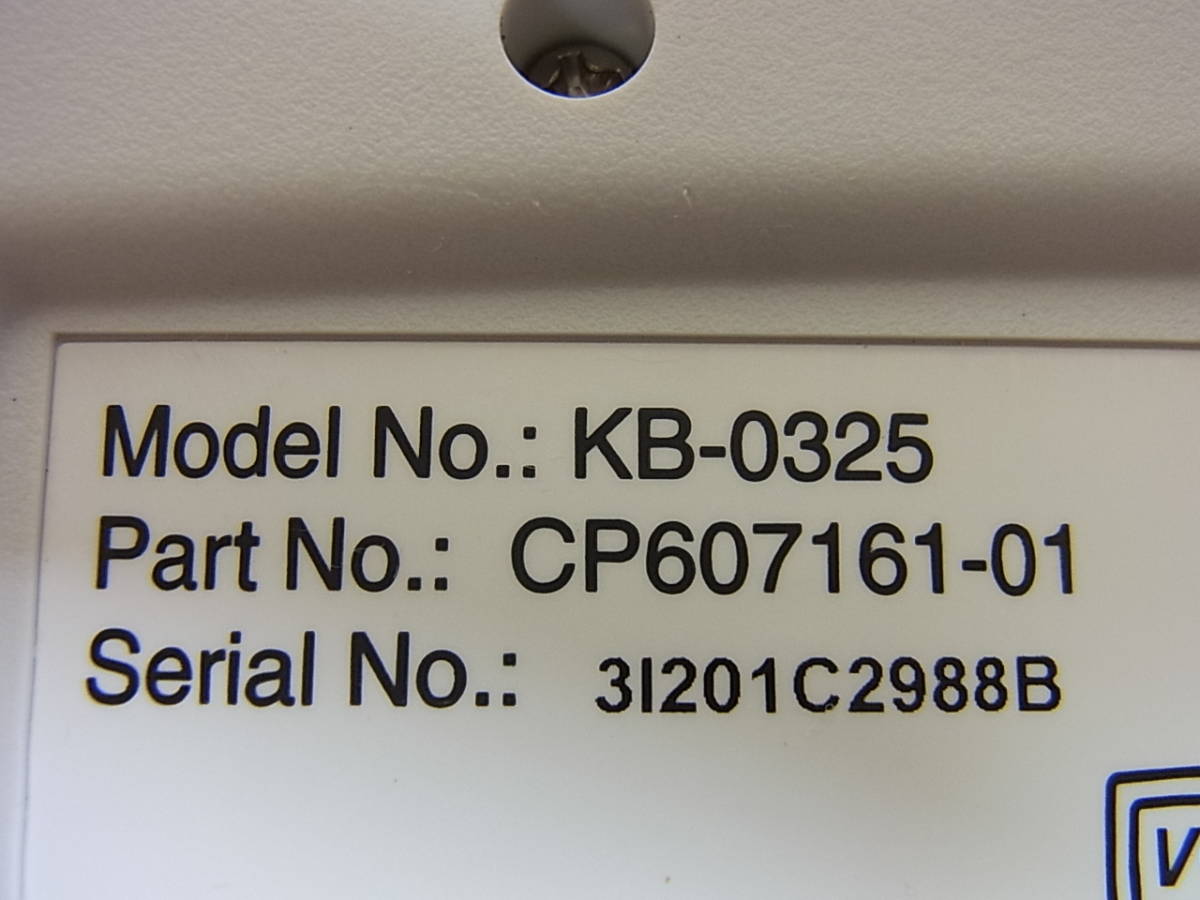 Model No.: KB-0325
Part No.: CP607161-01
Serial No.: 3I201C2988B